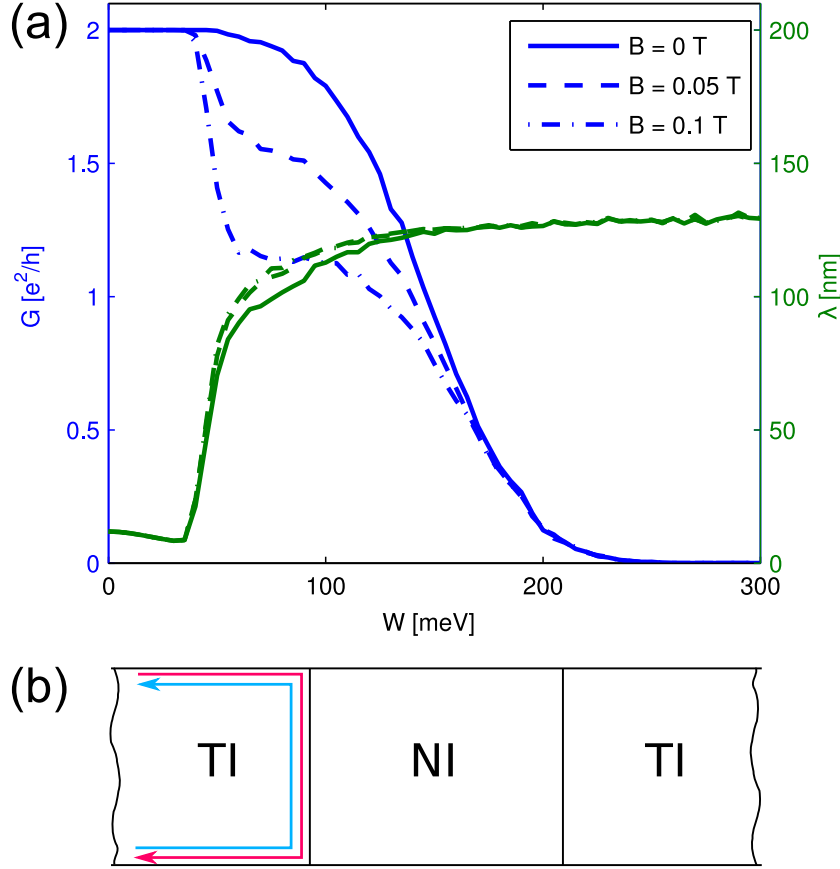 (a)
B = 0 T
B = 0.05 T
B = 0.1 T
2
1.5
1
0.5
0
G [e²/h]
200
150
100
50
0
λ [nm]
0 100 200 300
W [meV]
(b)
TI NI TI